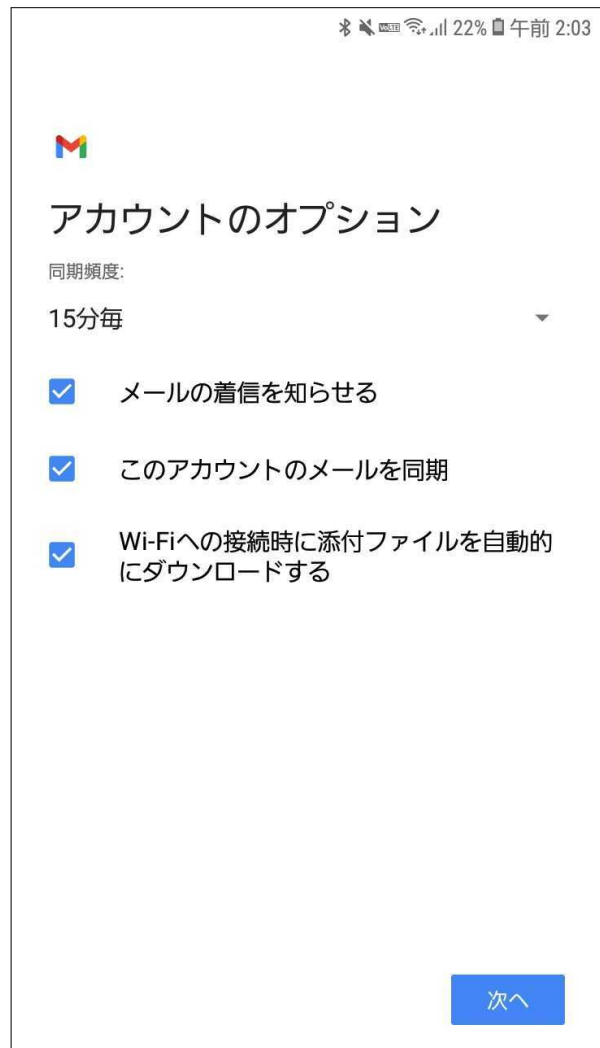 22% 午前 2:03
アカウントのオプション
同期頻度:
15分毎
メールの着信を知らせる
このアカウントのメールを同期
Wi-Fiへの接続時に添付ファイルを自動的
にダウンロードする
次へ